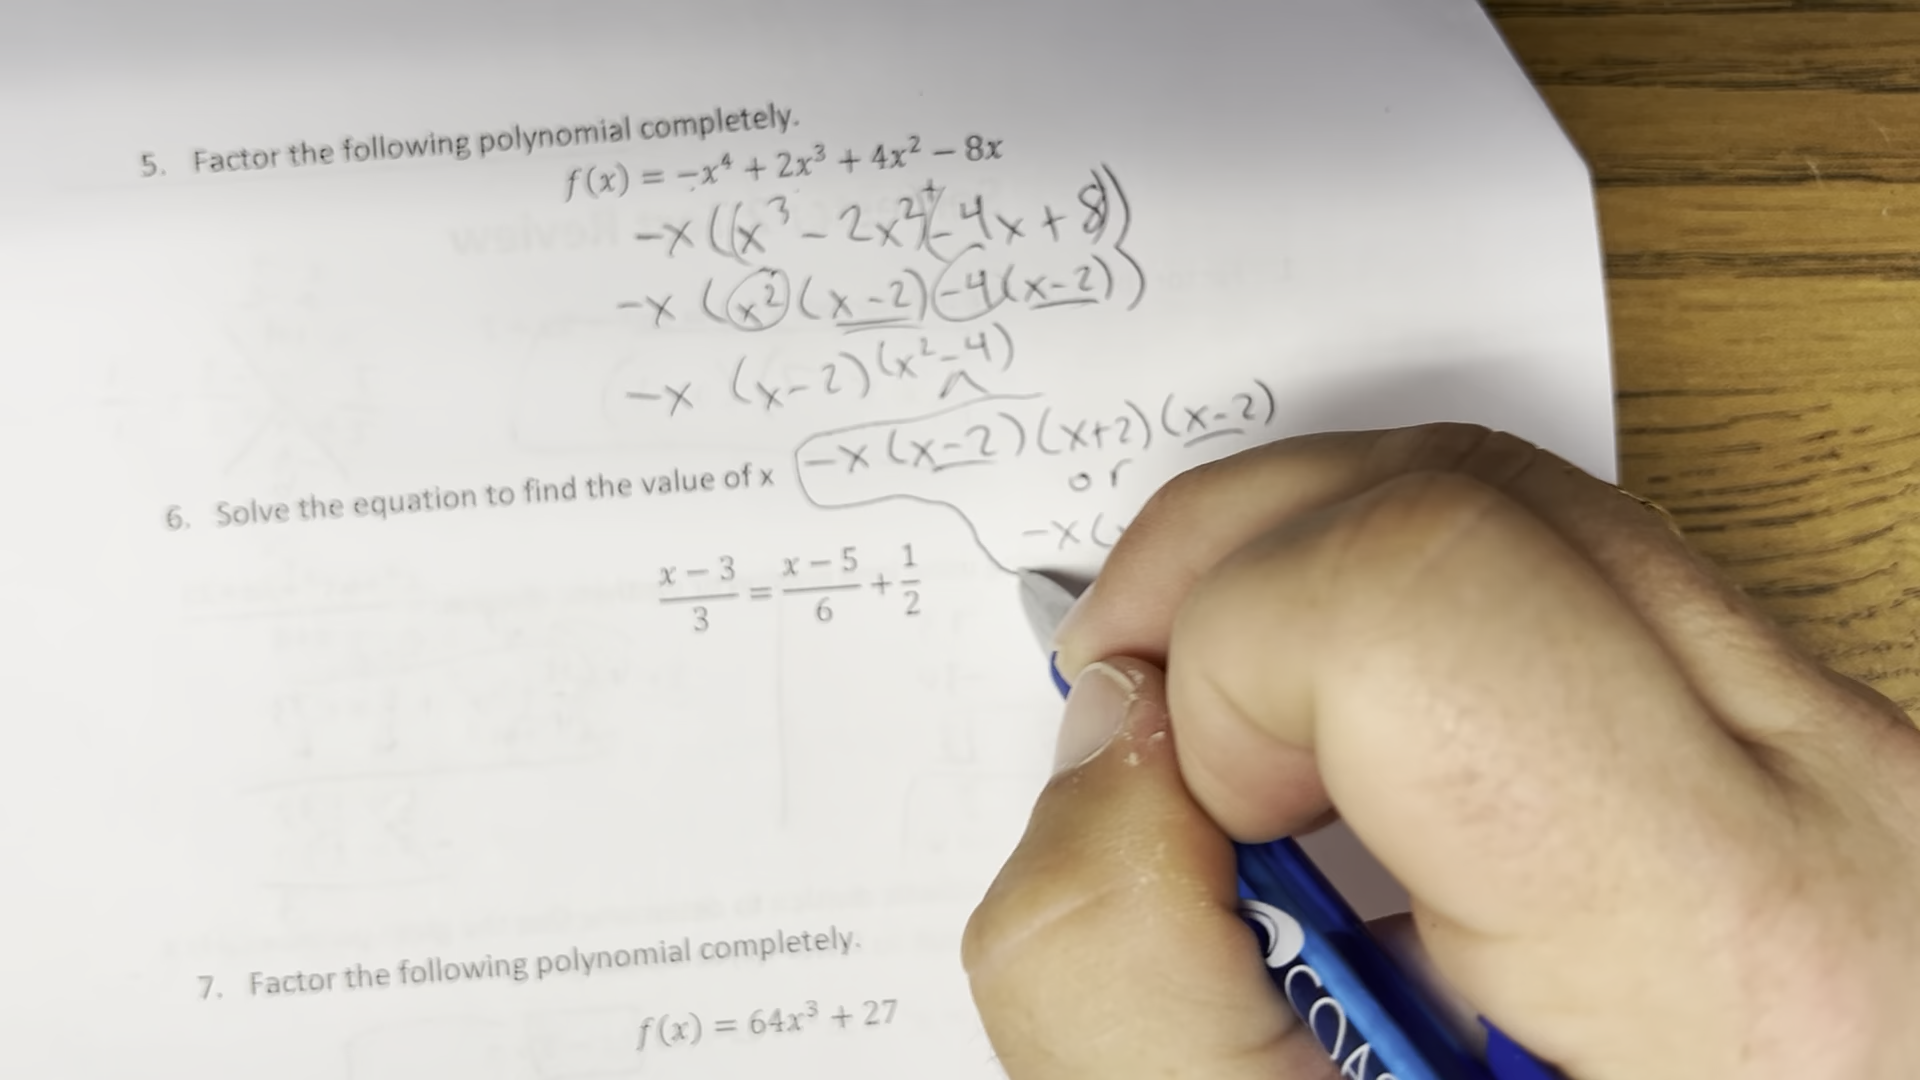 5. Factor the following polynomial completely.
f(x) = −x⁴ + 2x³ + 4x² − 8x
−x((x³ − 2x²)⁺(−4x + 8))
−x (x²(x−2) −4(x−2))
−x (x−2)(x²−4)
−x (x−2)(x+2)(x−2)
or
−x(
6. Solve the equation to find the value of x
x − 3 / 3 = x − 5 / 6 + 1 / 2
7. Factor the following polynomial completely.
f(x) = 64x³ + 27